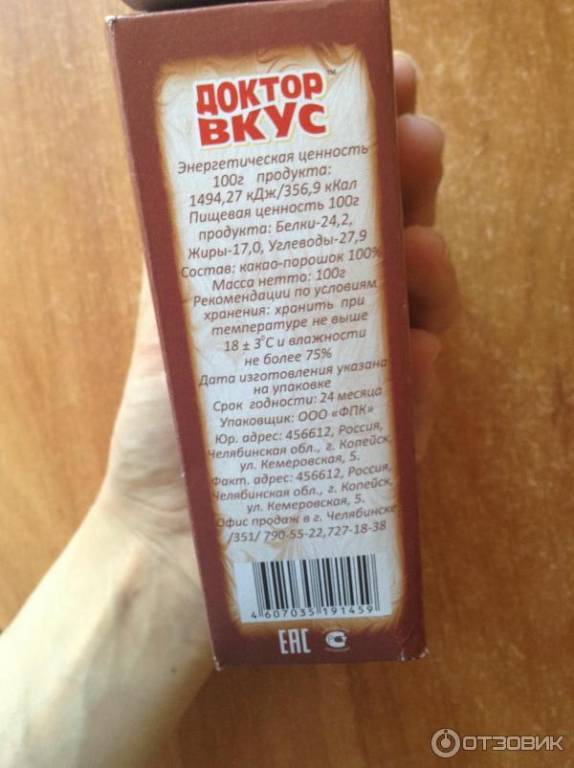 ДОКТОР
ВКУС™
Энергетическая ценность
100г продукта:
1494,27 кДж/356,9 кКал
Пищевая ценность 100г
продукта: Белки-24,2,
Жиры-17,0, Углеводы-27,9
Состав: какао-порошок 100%
Масса нетто: 100г
Рекомендации по условиям
хранения: хранить при
температуре не выше
18 ± 3°С и влажности
не более 75%
Дата изготовления указана
на упаковке
Срок годности: 24 месяца
Упаковщик: ООО «ФПК»
Юр. адрес: 456612, Россия,
Челябинская обл., г. Копейск,
ул. Кемеровская, 5.
Факт. адрес: 456612, Россия,
Челябинская обл., г. Копейск,
ул. Кемеровская, 5.
Офис продаж в г. Челябинске
/351/ 790-55-22,727-18-38
4 607035 191459
ЕАС
ОТЗОВИК